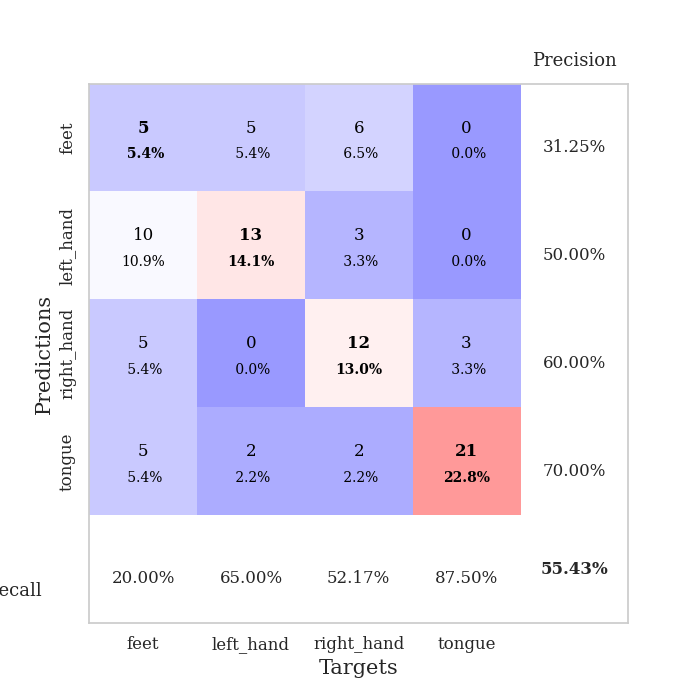 Precision
feet 5 5 6 0
5.4% 5.4% 6.5% 0.0% 31.25%
left_hand 10 13 3 0
10.9% 14.1% 3.3% 0.0% 50.00%
Predictions
right_hand 5 0 12 3
5.4% 0.0% 13.0% 3.3% 60.00%
tongue 5 2 2 21
5.4% 2.2% 2.2% 22.8% 70.00%
ecall 20.00% 65.00% 52.17% 87.50% 55.43%
feet left_hand right_hand tongue
Targets